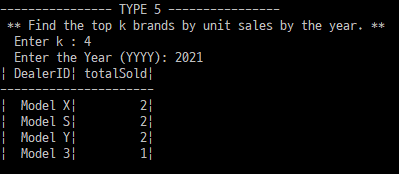 --------------- TYPE 5 ----------------
** Find the top k brands by unit sales by the year. **
Enter k : 4
Enter the Year (YYYY): 2021
¦ DealerID¦ totalSold¦
----------------------
¦ Model X¦ 2¦
¦ Model S¦ 2¦
¦ Model Y¦ 2¦
¦ Model 3¦ 1¦